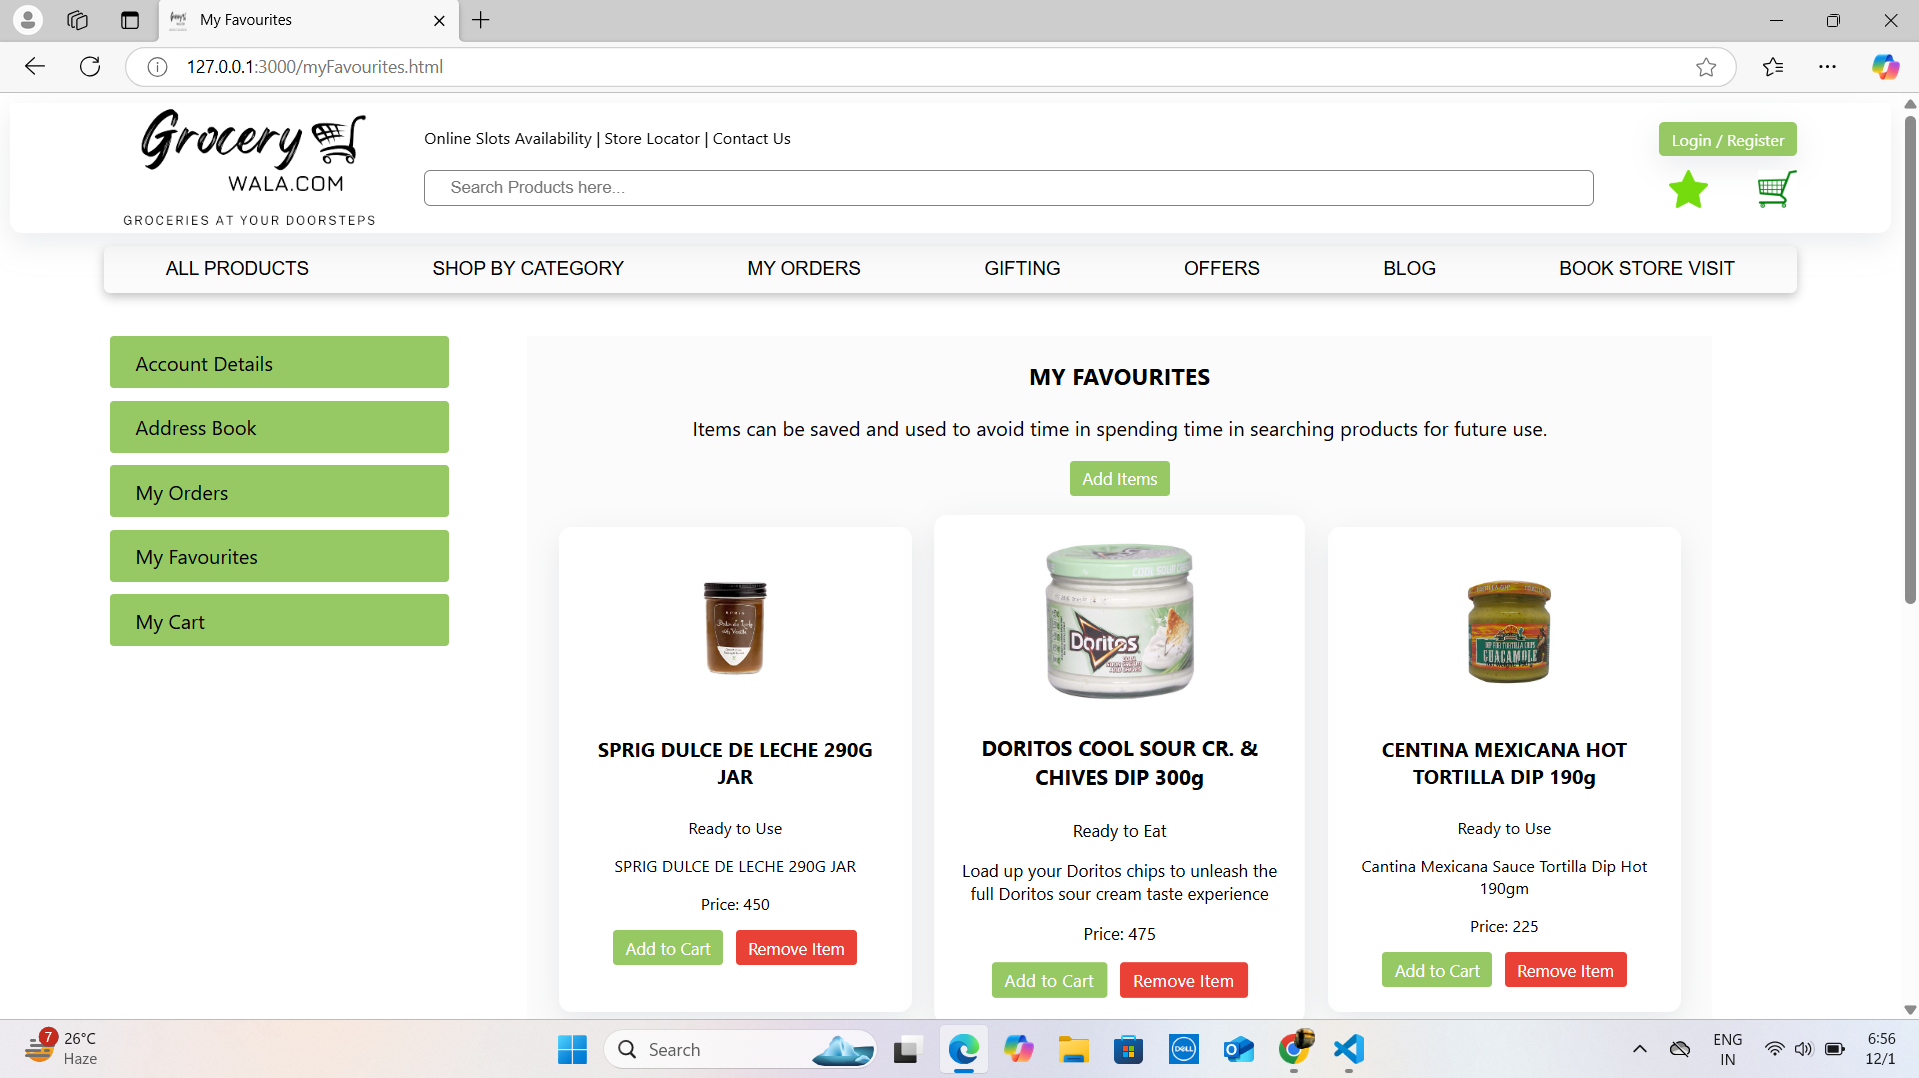 My Favourites
127.0.0.1:3000/myFavourites.html
Grocery
WALA.COM
GROCERIES AT YOUR DOORSTEPS
Online Slots Availability | Store Locator | Contact Us
Search Products here...
Login / Register
ALL PRODUCTS
SHOP BY CATEGORY
MY ORDERS
GIFTING
OFFERS
BLOG
BOOK STORE VISIT
Account Details
Address Book
My Orders
My Favourites
My Cart
MY FAVOURITES
Items can be saved and used to avoid time in spending time in searching products for future use.
Add Items
SPRIG DULCE DE LECHE 290G
JAR
Ready to Use
SPRIG DULCE DE LECHE 290G JAR
Price: 450
Add to Cart
Remove Item
COOL SOUR
Doritos
DORITOS COOL SOUR CR. &
CHIVES DIP 300g
Ready to Eat
Load up your Doritos chips to unleash the
full Doritos sour cream taste experience
Price: 475
Add to Cart
Remove Item
GUACAMOLE
CENTINA MEXICANA HOT
TORTILLA DIP 190g
Ready to Use
Cantina Mexicana Sauce Tortilla Dip Hot
190gm
Price: 225
Add to Cart
Remove Item
7
26°C
Haze
Search
DELL
ENG
IN
6:56
12/1